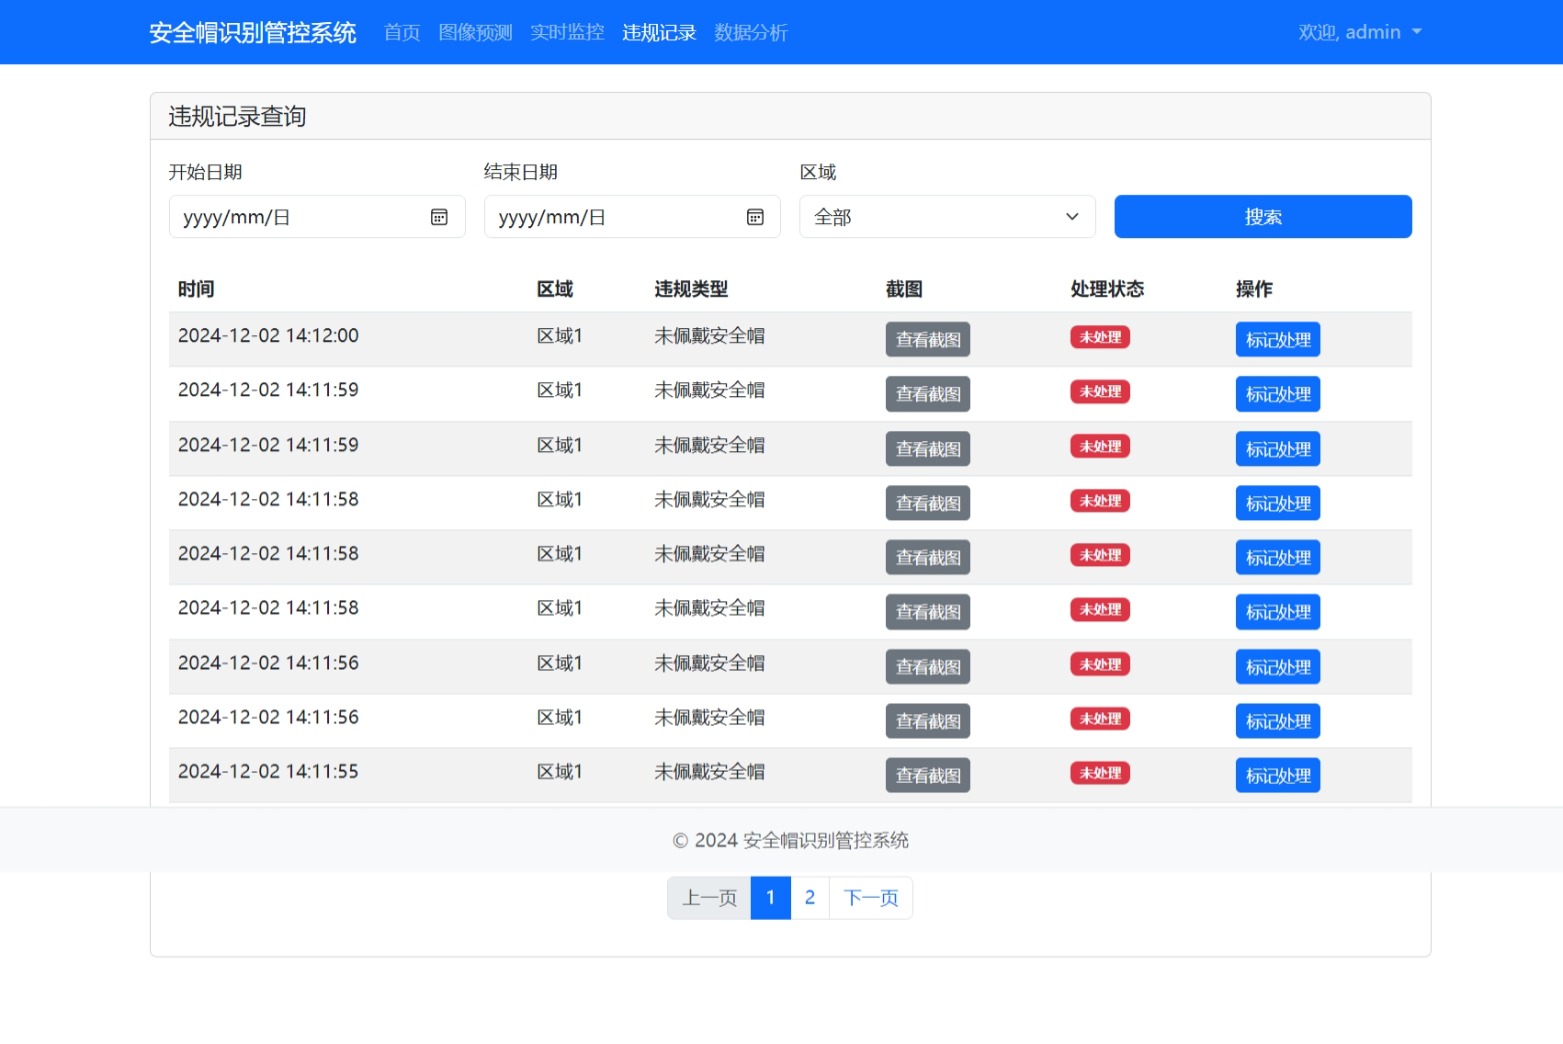 安全帽识别管控系统 首页 图像预测 实时监控 违规记录 数据分析 欢迎, admin
违规记录查询
开始日期 结束日期 区域
yyyy/mm/日 yyyy/mm/日 全部 搜索
时间 区域 违规类型 截图 处理状态 操作
2024-12-02 14:12:00 区域1 未佩戴安全帽 查看截图 未处理 标记处理
2024-12-02 14:11:59 区域1 未佩戴安全帽 查看截图 未处理 标记处理
2024-12-02 14:11:59 区域1 未佩戴安全帽 查看截图 未处理 标记处理
2024-12-02 14:11:58 区域1 未佩戴安全帽 查看截图 未处理 标记处理
2024-12-02 14:11:58 区域1 未佩戴安全帽 查看截图 未处理 标记处理
2024-12-02 14:11:58 区域1 未佩戴安全帽 查看截图 未处理 标记处理
2024-12-02 14:11:56 区域1 未佩戴安全帽 查看截图 未处理 标记处理
2024-12-02 14:11:56 区域1 未佩戴安全帽 查看截图 未处理 标记处理
2024-12-02 14:11:55 区域1 未佩戴安全帽 查看截图 未处理 标记处理
© 2024 安全帽识别管控系统
上一页 1 2 下一页